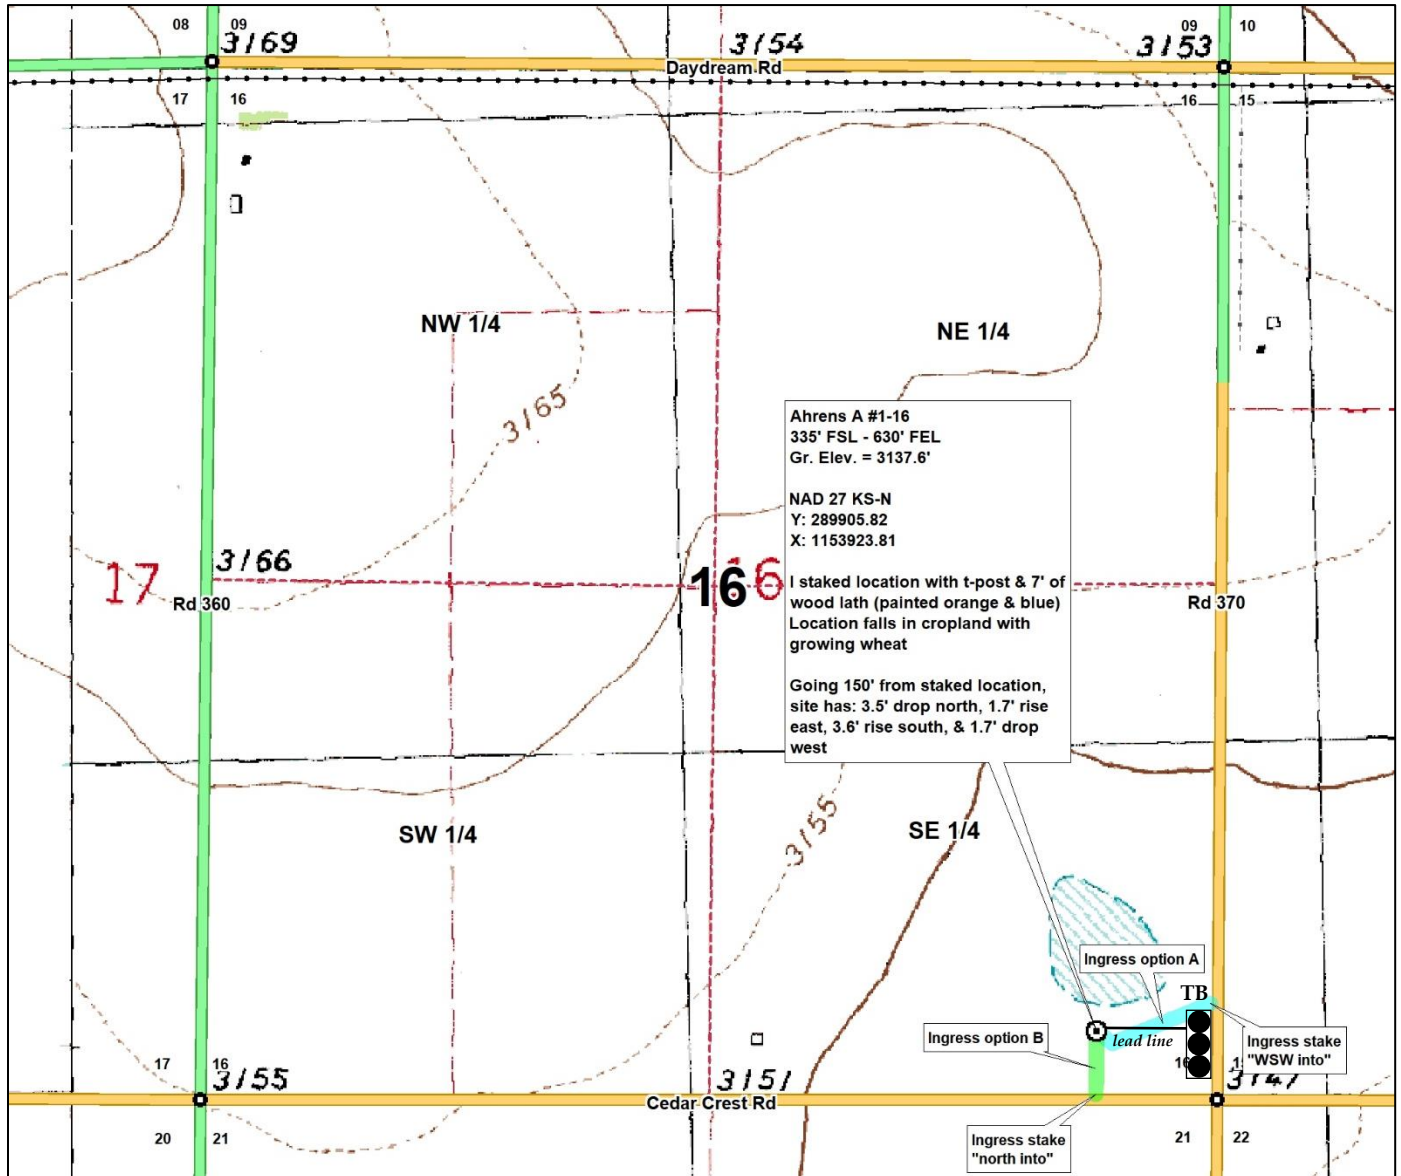 08 09
3169
3154
09 10
3153
Daydream Rd
17 16
16 15
NW 1/4
NE 1/4
3165
Ahrens A #1-16
335' FSL - 630' FEL
Gr. Elev. = 3137.6'
NAD 27 KS-N
Y: 289905.82
X: 1153923.81
I staked location with t-post & 7' of
wood lath (painted orange & blue)
Location falls in cropland with
growing wheat
Going 150' from staked location,
site has: 3.5' drop north, 1.7' rise
east, 3.6' rise south, & 1.7' drop
west
17
3166
Rd 360
16
Rd 370
SW 1/4
SE 1/4
3155
Ingress option A
TB
lead line
Ingress option B
Ingress stake
"WSW into"
17 16
3155
3151
Cedar Crest Rd
20 21
21 22
Ingress stake
"north into"